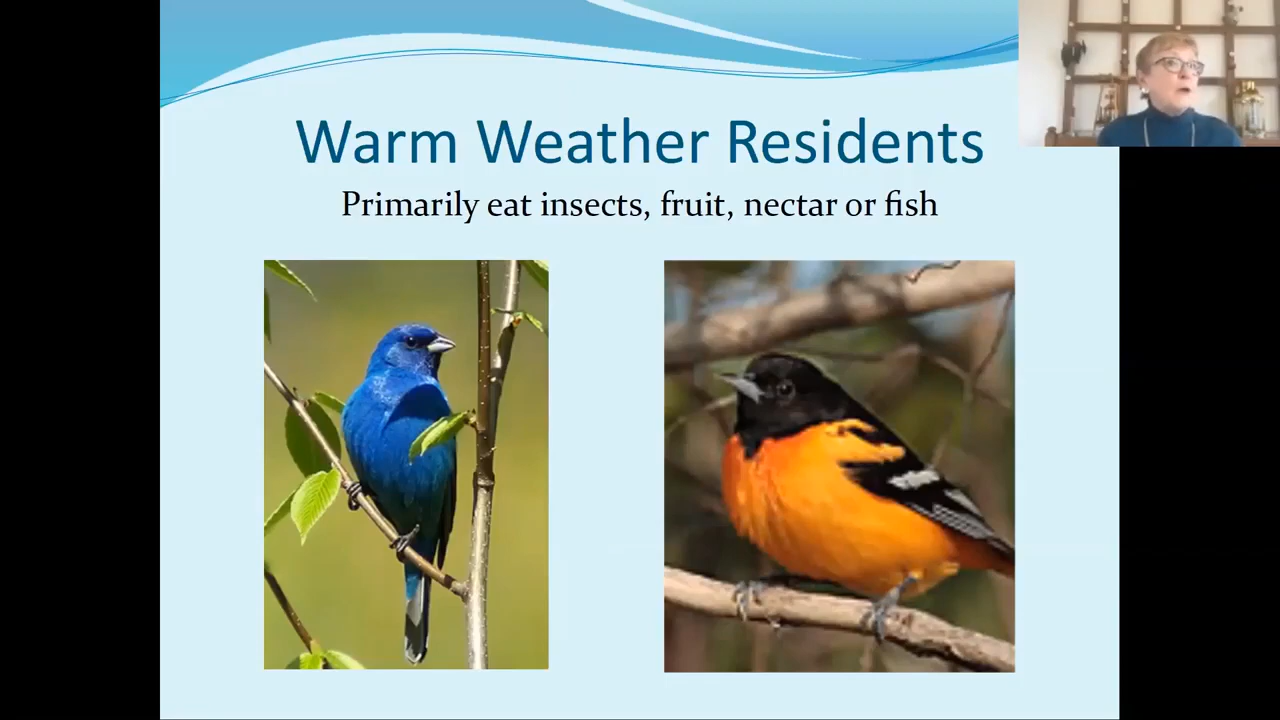 Warm Weather Residents
Primarily eat insects, fruit, nectar or fish